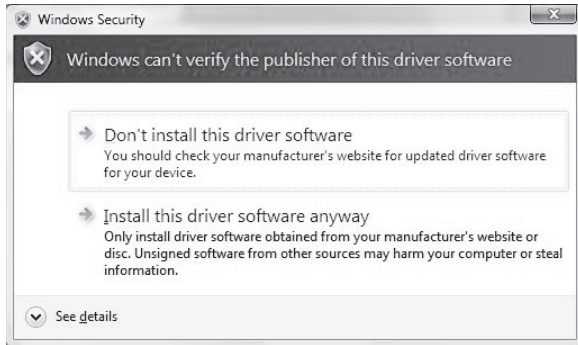 Windows Security
Windows can't verify the publisher of this driver software
Don't install this driver software
You should check your manufacturer's website for updated driver software
for your device.
Install this driver software anyway
Only install driver software obtained from your manufacturer's website or
disc. Unsigned software from other sources may harm your computer or steal
information.
See details